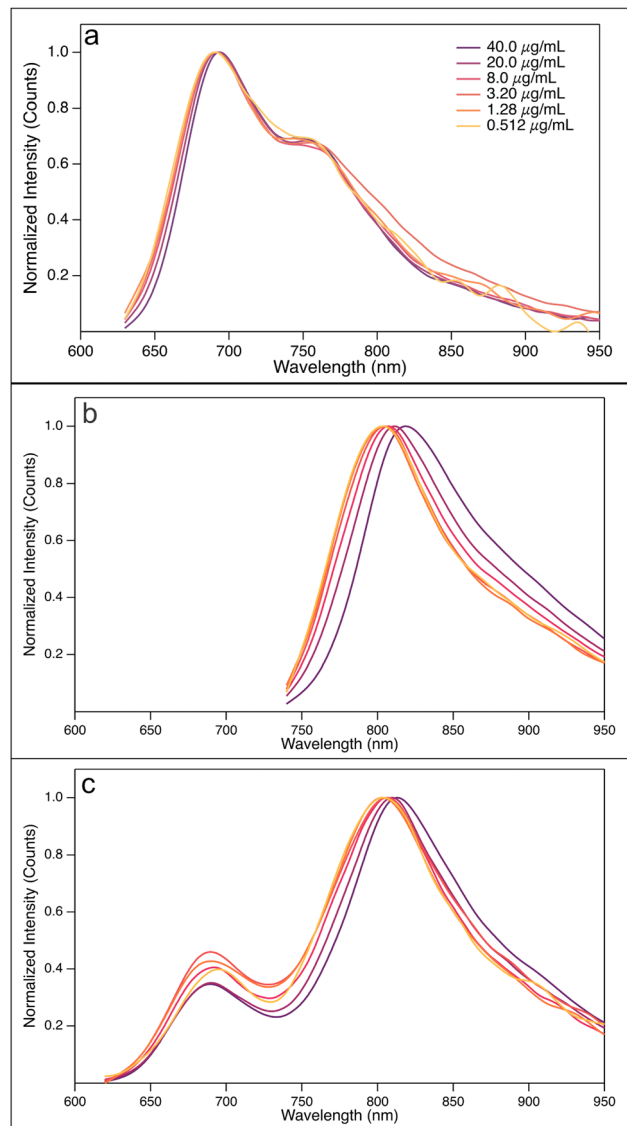 a
1.0
0.8
0.6
0.4
0.2
Normalized Intensity (Counts)
40.0 µg/mL
20.0 µg/mL
8.0 µg/mL
3.20 µg/mL
1.28 µg/mL
0.512 µg/mL
600 650 700 750 800 850 900 950
Wavelength (nm)
b
1.0
0.8
0.6
0.4
0.2
Normalized Intensity (Counts)
600 650 700 750 800 850 900 950
Wavelength (nm)
c
1.0
0.8
0.6
0.4
0.2
Normalized Intensity (Counts)
600 650 700 750 800 850 900 950
Wavelength (nm)